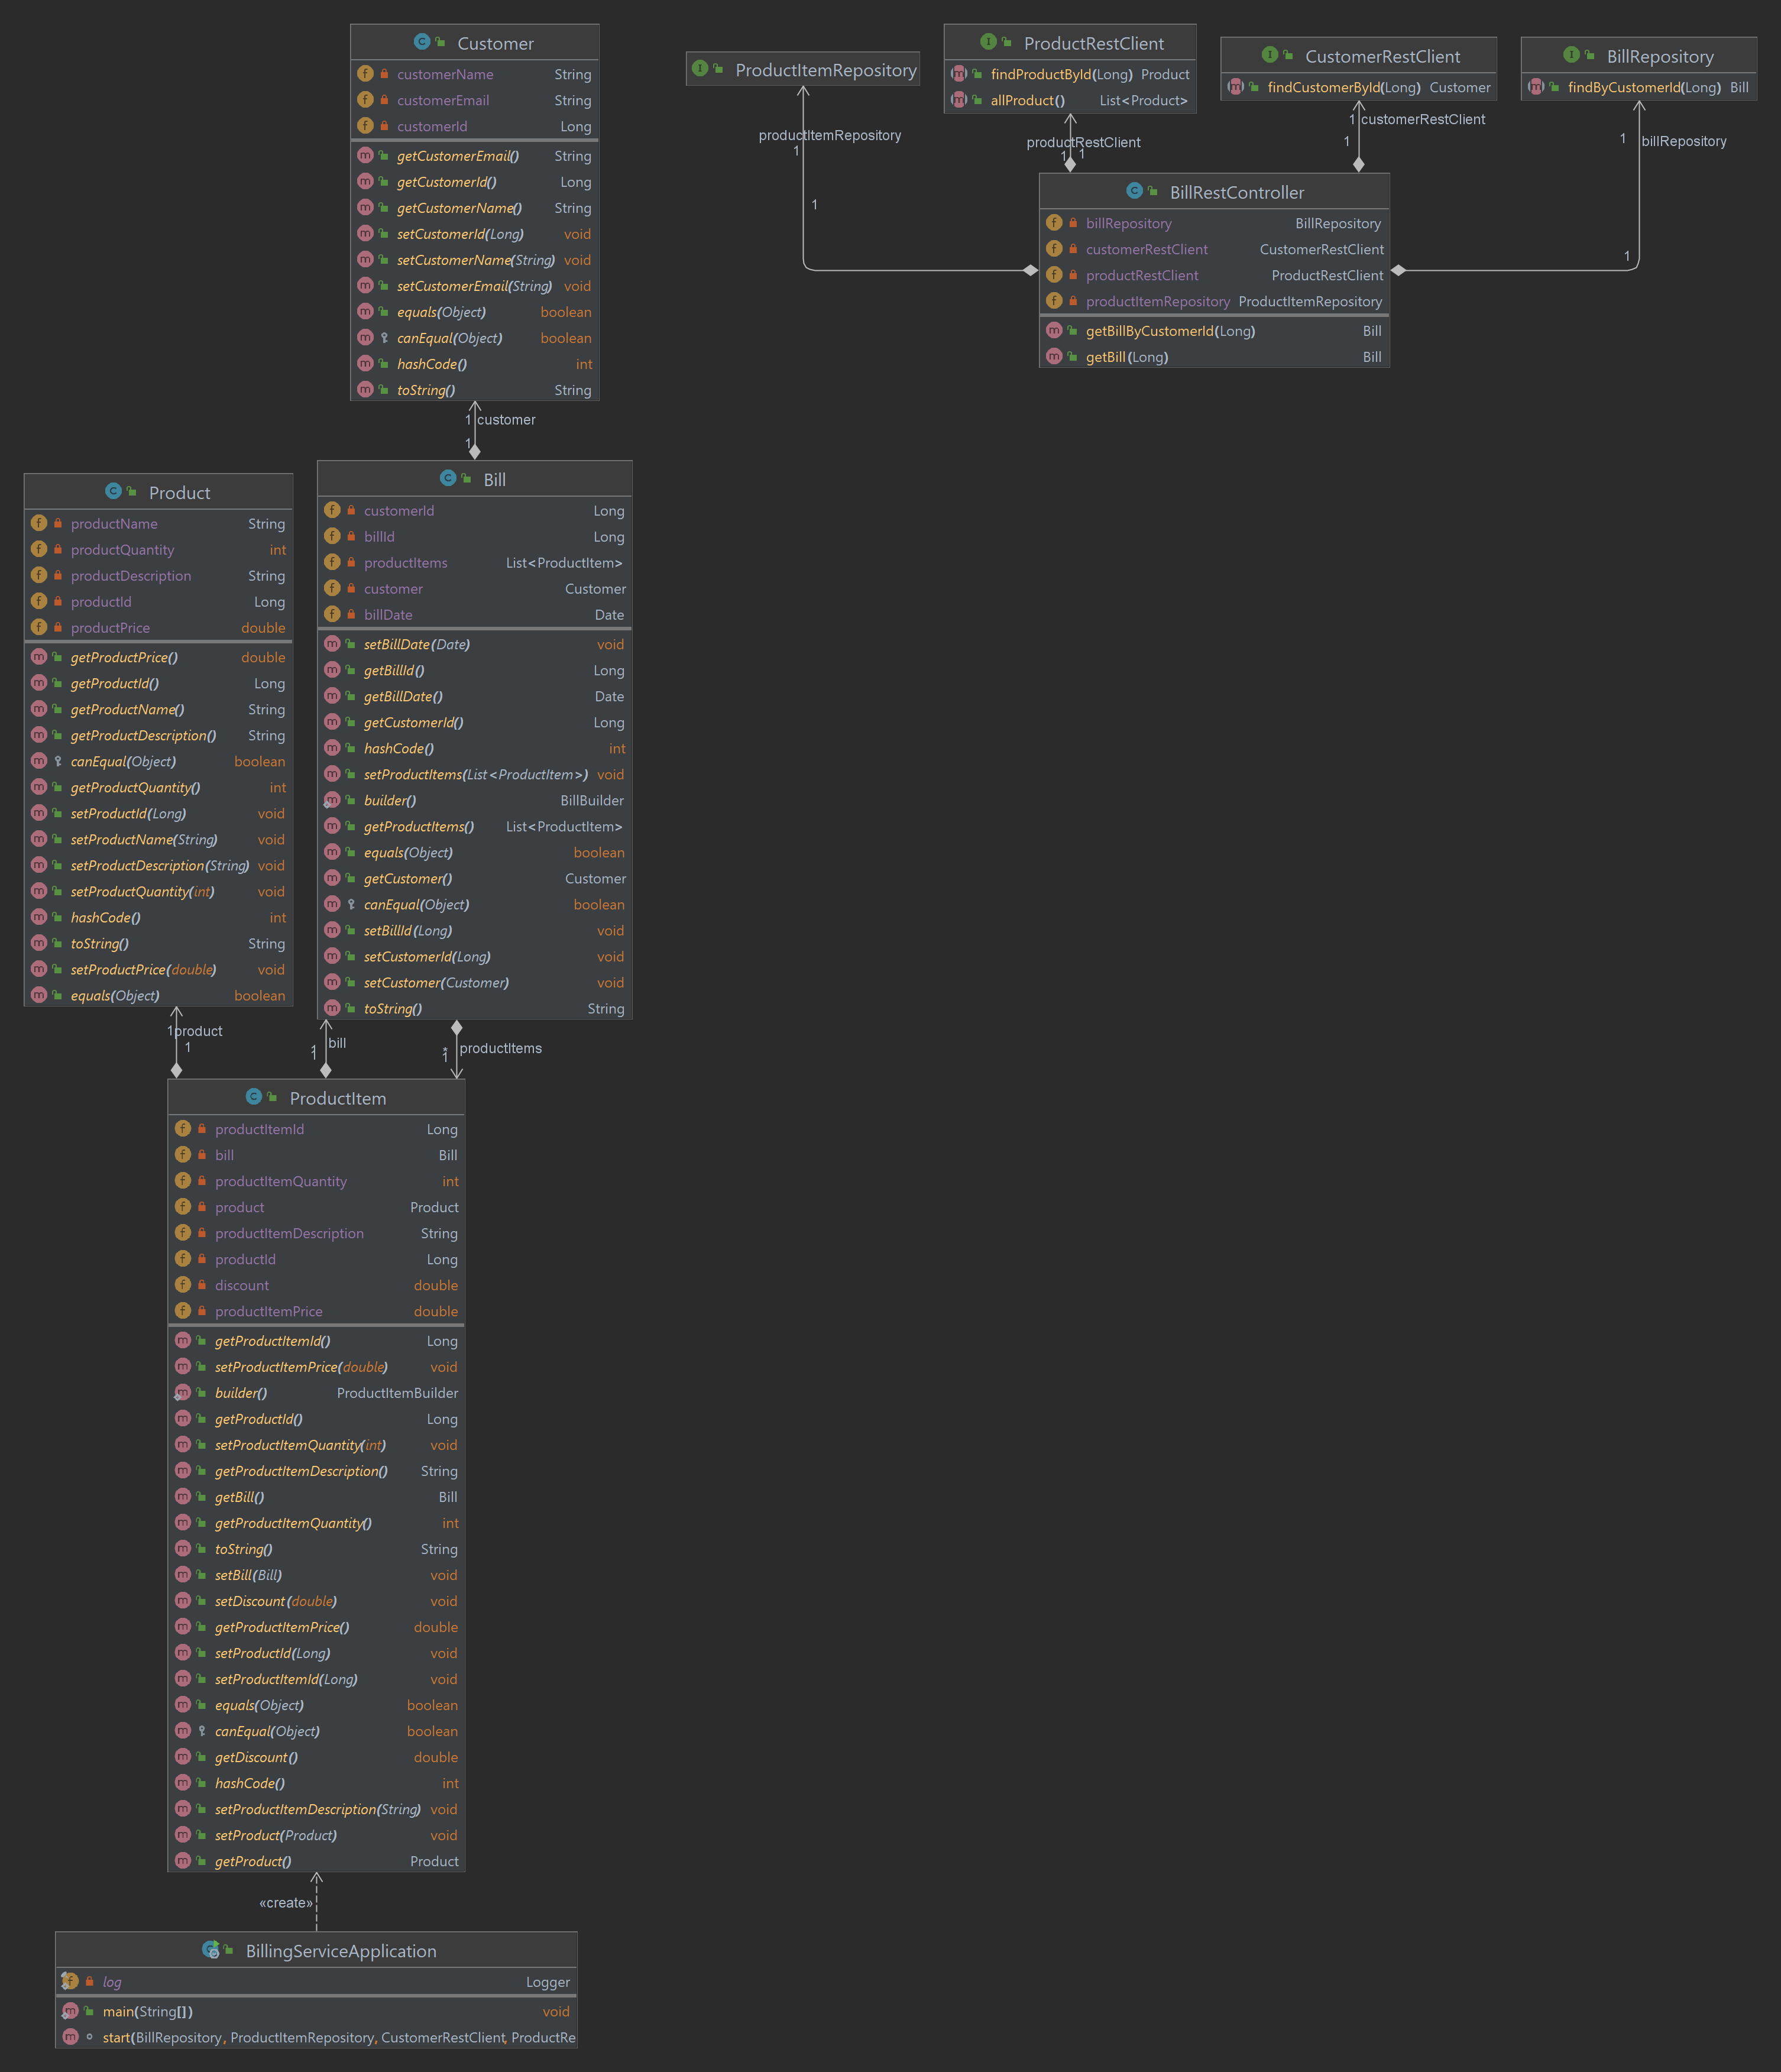 Customer
customerName String
customerEmail String
customerId Long
getCustomerEmail() String
getCustomerId() Long
getCustomerName() String
setCustomerId(Long) void
setCustomerName(String) void
setCustomerEmail(String) void
equals(Object) boolean
canEqual(Object) boolean
hashCode() int
toString() String
1 customer
1
ProductItemRepository
productItemRepository
1
1
ProductRestClient
findProductById(Long) Product
allProduct() List<Product>
productRestClient
1 1
CustomerRestClient
findCustomerById(Long) Customer
1 customerRestClient
1
BillRepository
findByCustomerId(Long) Bill
1 billRepository
1
BillRestController
billRepository BillRepository
customerRestClient CustomerRestClient
productRestClient ProductRestClient
productItemRepository ProductItemRepository
getBillByCustomerId(Long) Bill
getBill(Long) Bill
Product
productName String
productQuantity int
productDescription String
productId Long
productPrice double
getProductPrice() double
getProductId() Long
getProductName() String
getProductDescription() String
canEqual(Object) boolean
getProductQuantity() int
setProductId(Long) void
setProductName(String) void
setProductDescription(String) void
setProductQuantity(int) void
hashCode() int
toString() String
setProductPrice(double) void
equals(Object) boolean
1 product
1
Bill
customerId Long
billId Long
productItems List<ProductItem>
customer Customer
billDate Date
setBillDate(Date) void
getBillId() Long
getBillDate() Date
getCustomerId() Long
hashCode() int
setProductItems(List<ProductItem>) void
builder() BillBuilder
getProductItems() List<ProductItem>
equals(Object) boolean
getCustomer() Customer
canEqual(Object) boolean
setBillId(Long) void
setCustomerId(Long) void
setCustomer(Customer) void
toString() String
1 bill
1
* productItems
1
ProductItem
productItemId Long
bill Bill
productItemQuantity int
product Product
productItemDescription String
productId Long
discount double
productItemPrice double
getProductItemId() Long
setProductItemPrice(double) void
builder() ProductItemBuilder
getProductId() Long
setProductItemQuantity(int) void
getProductItemDescription() String
getBill() Bill
getProductItemQuantity() int
toString() String
setBill(Bill) void
setDiscount(double) void
getProductItemPrice() double
setProductId(Long) void
setProductItemId(Long) void
equals(Object) boolean
canEqual(Object) boolean
getDiscount() double
hashCode() int
setProductItemDescription(String) void
setProduct(Product) void
getProduct() Product
«create»
BillingServiceApplication
log Logger
main(String[]) void
start(BillRepository, ProductItemRepository, CustomerRestClient, ProductRe